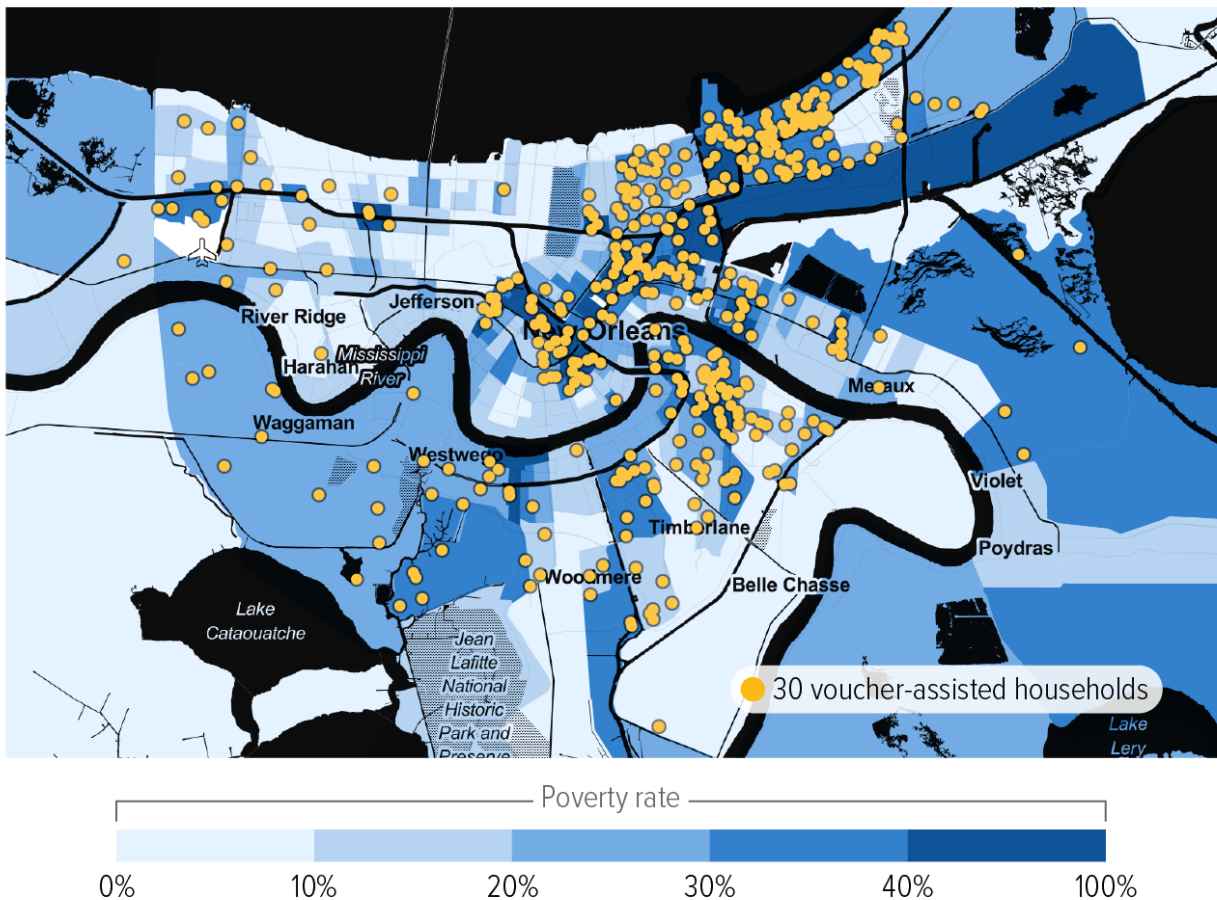 Jefferson
New Orleans
River Ridge
Mississippi
River
Harahan
Meraux
Waggaman
Westwego
Violet
Timberlane
Poydras
Woodmere
Belle Chasse
Lake
Cataouatche
Jean
Lafitte
National
Historic
Park and
Preserve
30 voucher-assisted households
Lake
Lery
Poverty rate
0% 10% 20% 30% 40% 100%